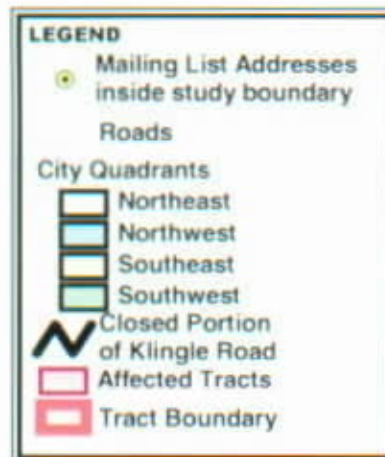 LEGEND
Mailing List Addresses
inside study boundary
Roads
City Quadrants
Northeast
Northwest
Southeast
Southwest
Closed Portion
of Klingle Road
Affected Tracts
Tract Boundary